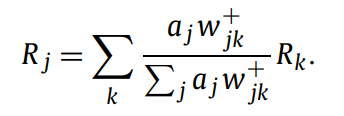 R_j = \sum_k \frac{a_j w_{jk}^+}{\sum_j a_j w_{jk}^+} R_k.